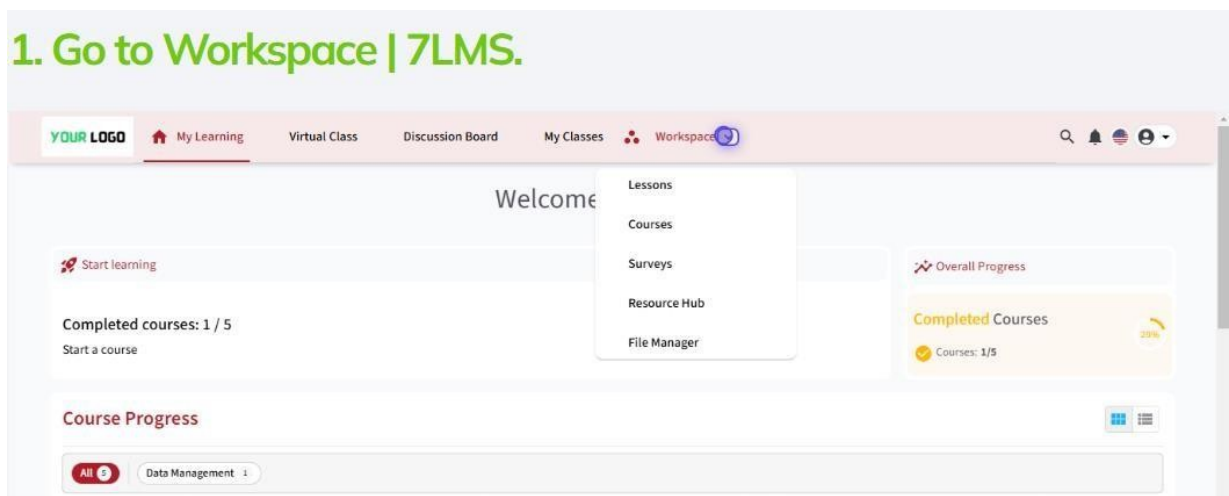 1. Go to Workspace | 7LMS.
YOUR LOGO My Learning Virtual Class Discussion Board My Classes Workspace
Welcome
Lessons
Courses
Surveys
Resource Hub
File Manager
Start learning
Completed courses: 1 / 5
Start a course
Overall Progress
Completed Courses
20%
Courses: 1/5
Course Progress
All 5 Data Management 1